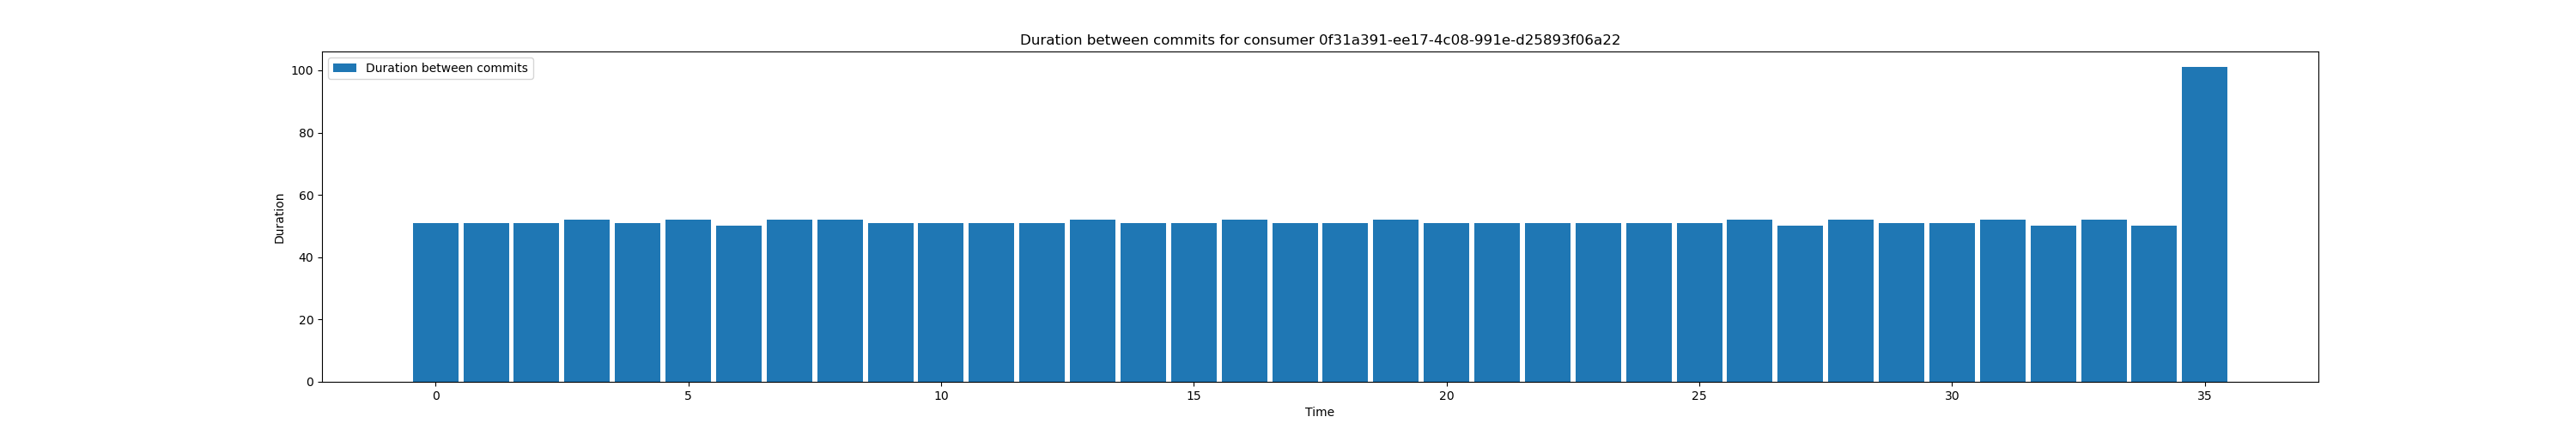 Duration between commits for consumer 0f31a391-ee17-4c08-991e-d25893f06a22
Duration between commits
100
80
60
40
20
0
Duration
0 5 10 15 20 25 30 35
Time